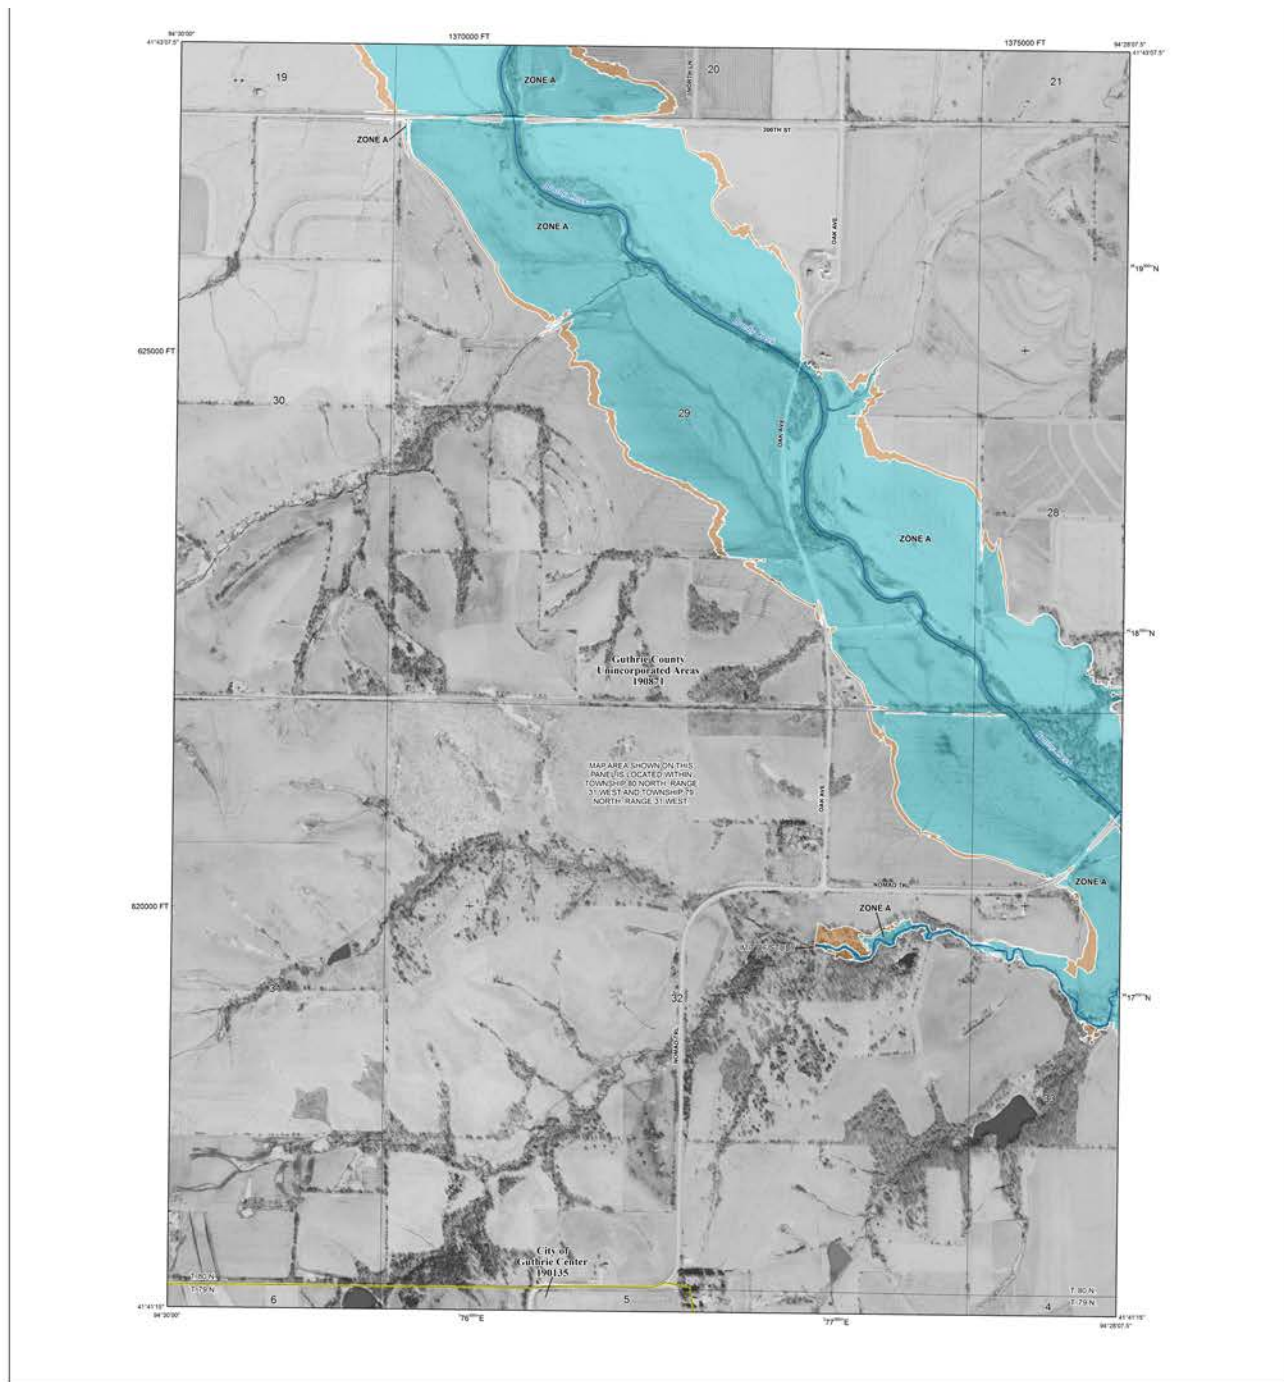 94°30'00"
41°43'07.5"
1370000 FT
1375000 FT
94°28'07.5"
41°43'07.5"
19
ZONE A
NORTH LN
20
21
ZONE A
200TH ST
ZONE A
OAK AVE
19 N
625000 FT
30
29
OAK AVE
28
ZONE A
18 N
Guthrie County
Unincorporated Areas
190871
MAP AREA SHOWN ON THIS
PANEL IS LOCATED WITHIN
TOWNSHIP 80 NORTH, RANGE
31 WEST AND TOWNSHIP 79
NORTH, RANGE 31 WEST.
OAK AVE
NOMAD TRL
ZONE A
620000 FT
ZONE A
32
17 N
NOMAD TRL
33
City of
Guthrie Center
190135
T. 80 N.
T. 79 N.
6
5
4
T. 80 N.
T. 79 N.
41°41'15"
94°30'00"
76 E
77 E
41°41'15"
94°28'07.5"